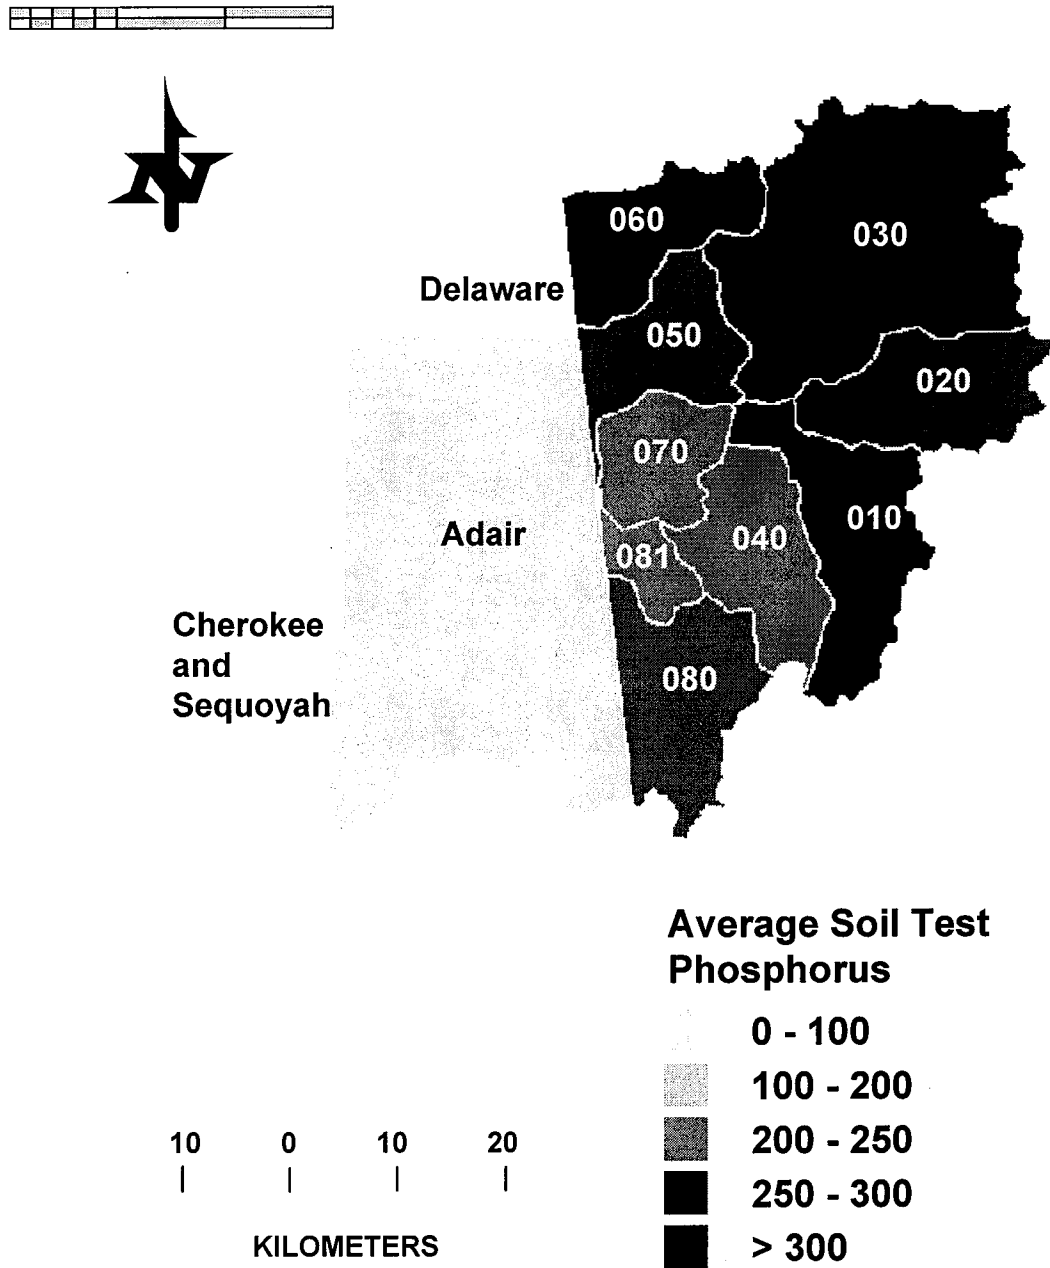 N
060
030
Delaware
050
020
070
010
Adair
040
081
Cherokee
and
Sequoyah
080
Average Soil Test
Phosphorus
0 - 100
100 - 200
200 - 250
250 - 300
> 300
10 0 10 20
KILOMETERS